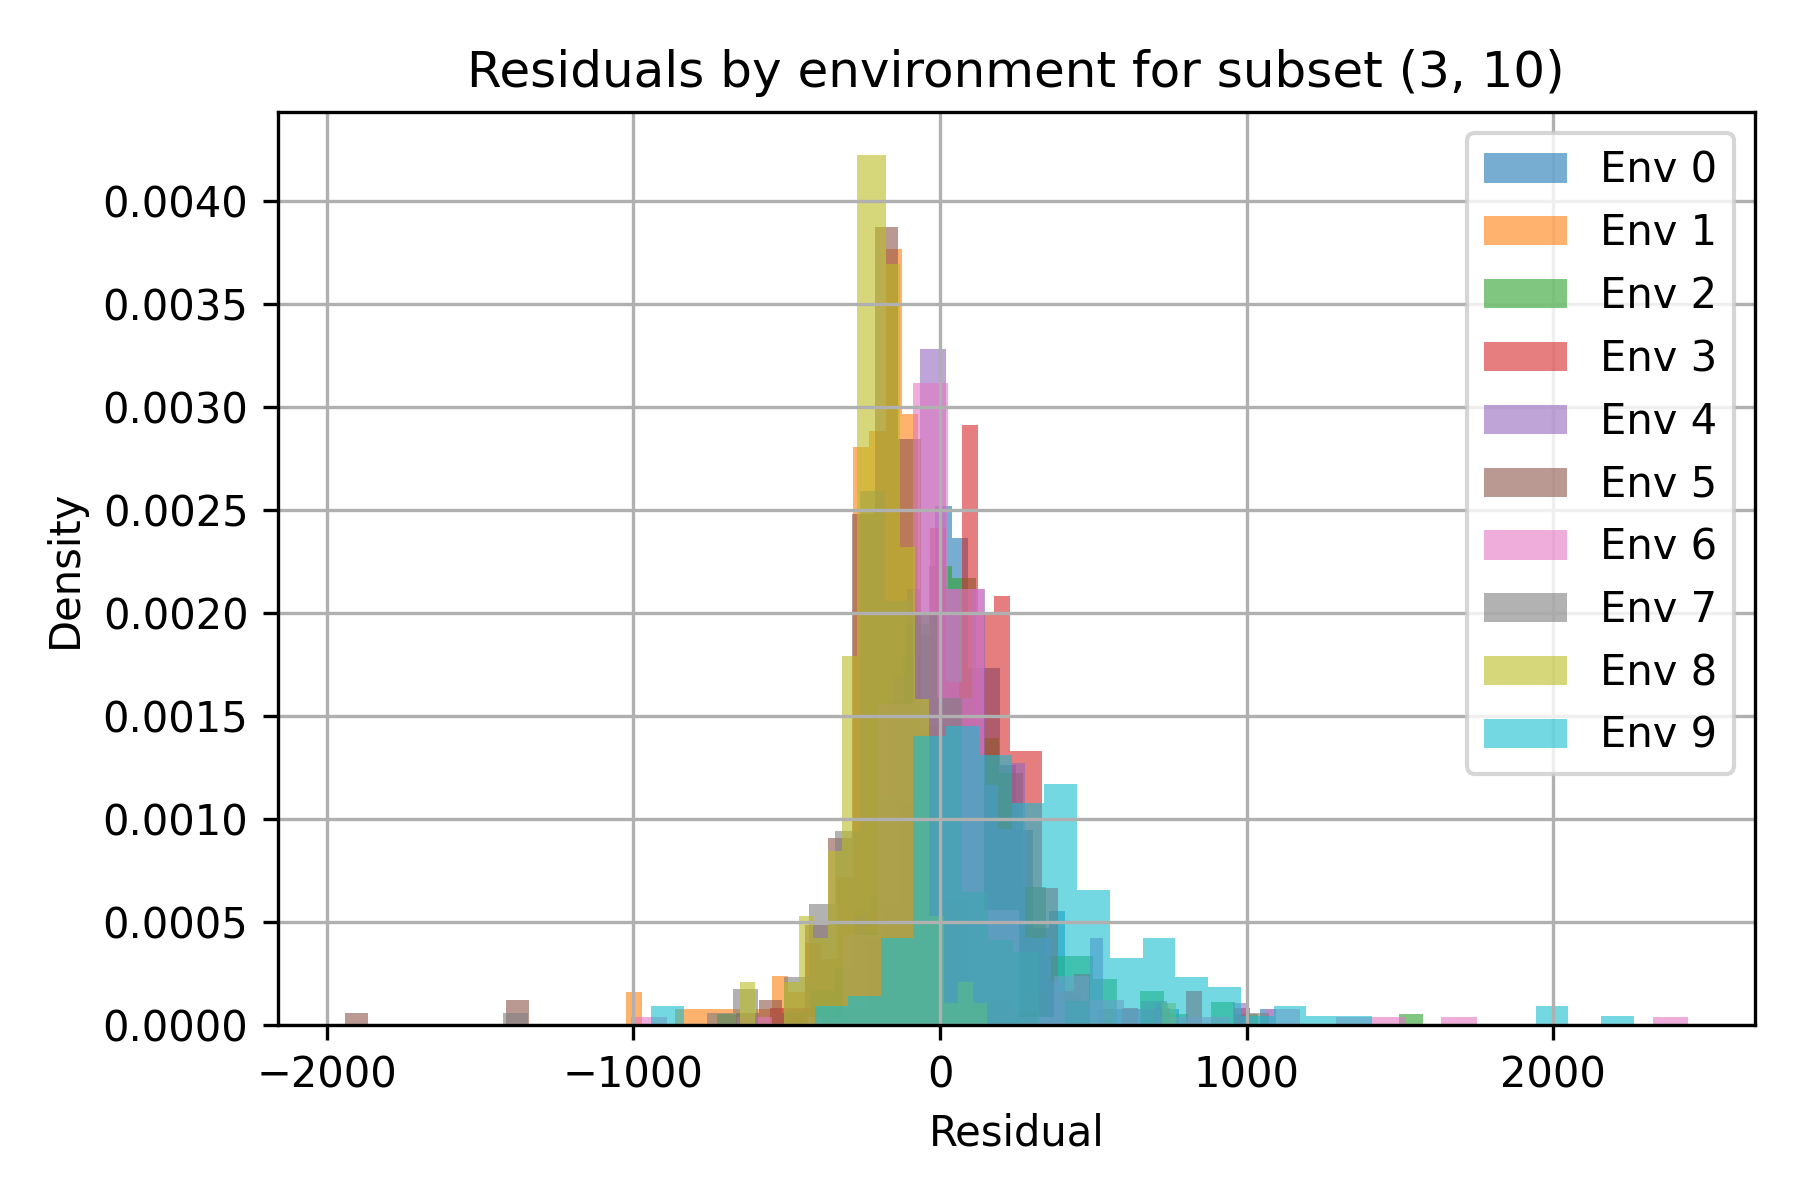 Residuals by environment for subset (3, 10)
Density
0.0040
0.0035
0.0030
0.0025
0.0020
0.0015
0.0010
0.0005
0.0000
−2000
−1000
0
1000
2000
Residual
Env 0
Env 1
Env 2
Env 3
Env 4
Env 5
Env 6
Env 7
Env 8
Env 9